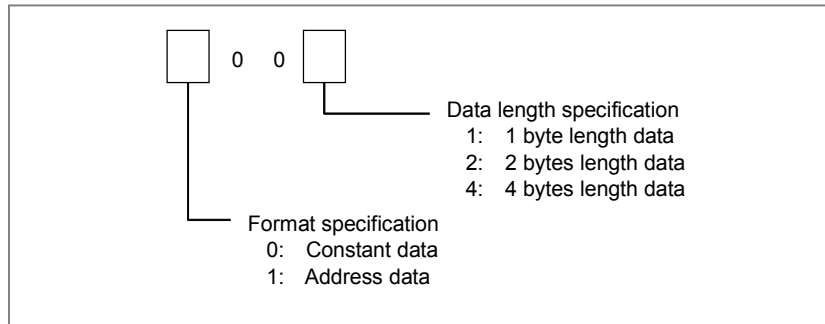 0 0
Data length specification
1: 1 byte length data
2: 2 bytes length data
4: 4 bytes length data
Format specification
0: Constant data
1: Address data